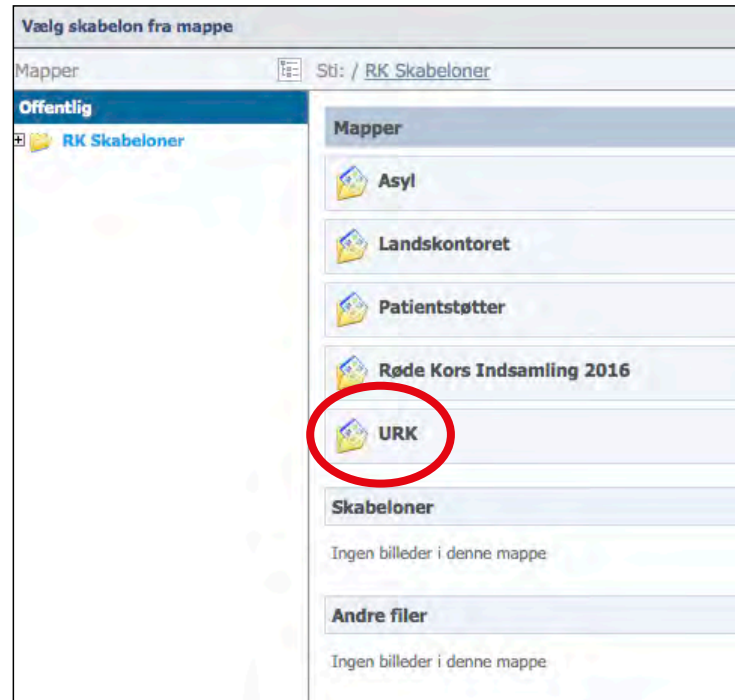 Vælg skabelon fra mappe
Mapper
Sti: / RK Skabeloner
Offentlig
RK Skabeloner
Mapper
Asyl
Landskontoret
Patientstøtter
Røde Kors Indsamling 2016
URK
Skabeloner
Ingen billeder i denne mappe
Andre filer
Ingen billeder i denne mappe